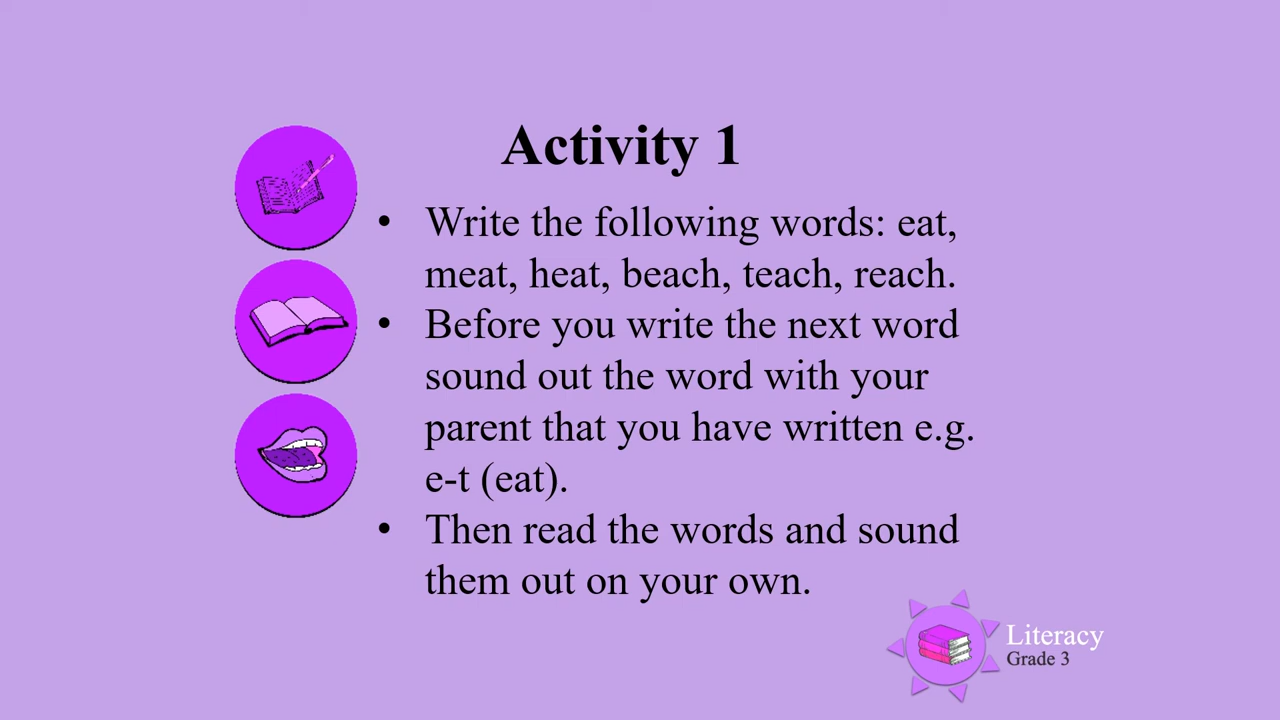 Activity 1
• Write the following words: eat,
meat, heat, beach, teach, reach.
• Before you write the next word
sound out the word with your
parent that you have written e.g.
e-t (eat).
• Then read the words and sound
them out on your own.
Literacy
Grade 3